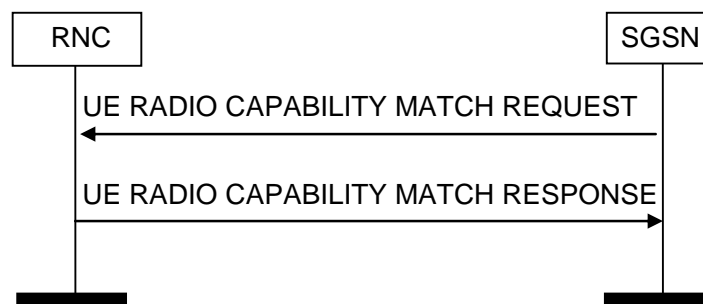 RNC
SGSN
UE RADIO CAPABILITY MATCH REQUEST
UE RADIO CAPABILITY MATCH RESPONSE